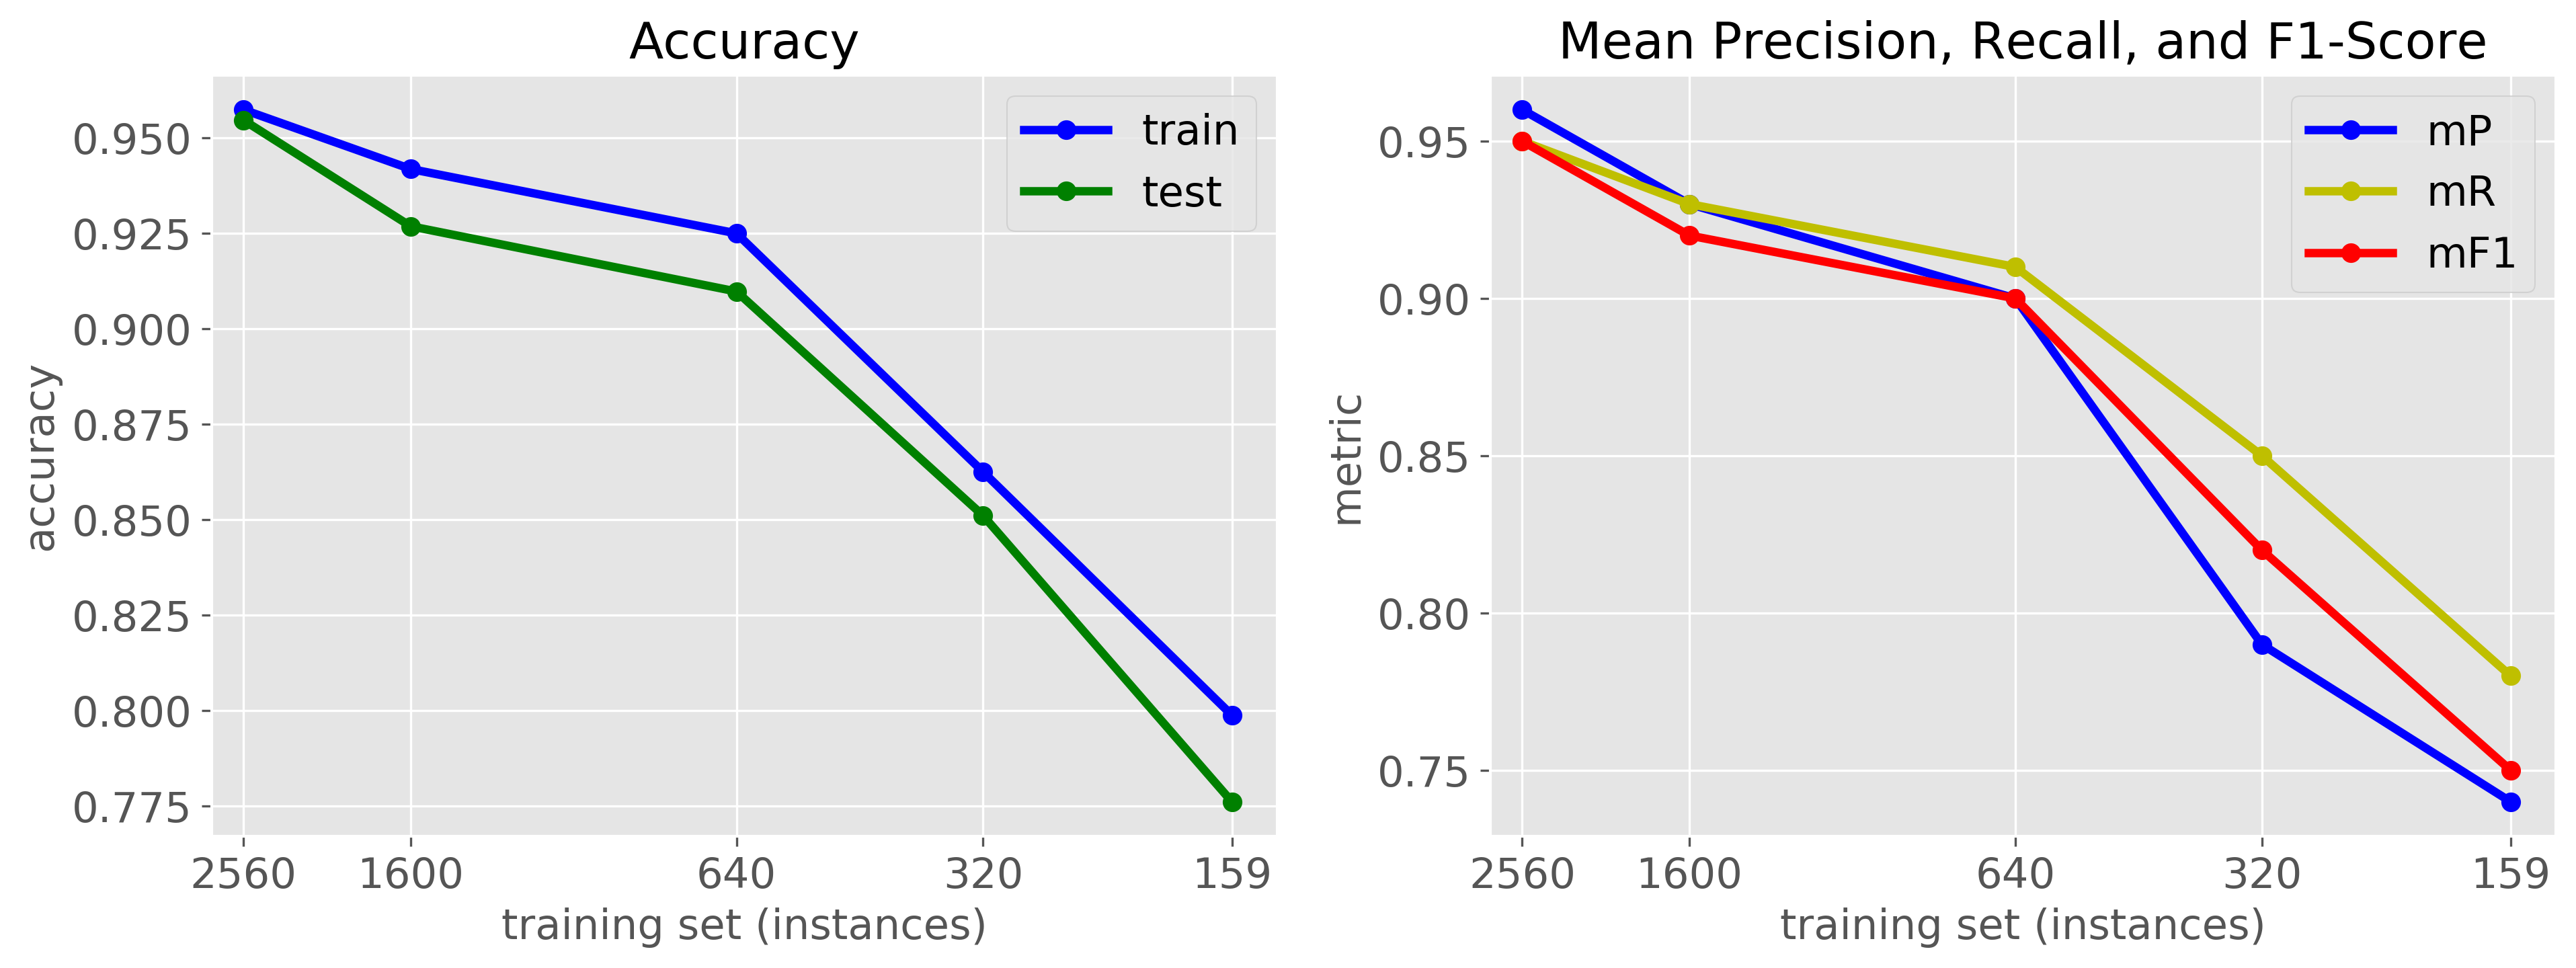 Accuracy
0.950
0.925
0.900
0.875
0.850
0.825
0.800
0.775
accuracy
train
test
2560 1600 640 320 159
training set (instances)
Mean Precision, Recall, and F1-Score
0.95
0.90
0.85
0.80
0.75
metric
mP
mR
mF1
2560 1600 640 320 159
training set (instances)